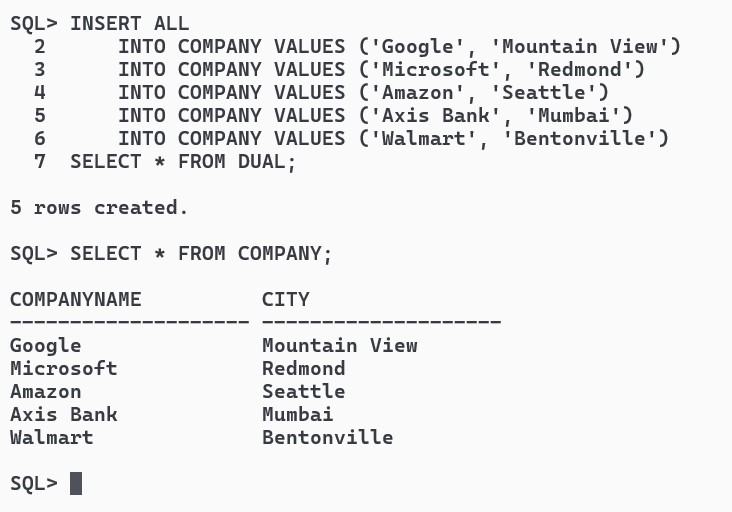 SQL> INSERT ALL
  2      INTO COMPANY VALUES ('Google', 'Mountain View')
  3      INTO COMPANY VALUES ('Microsoft', 'Redmond')
  4      INTO COMPANY VALUES ('Amazon', 'Seattle')
  5      INTO COMPANY VALUES ('Axis Bank', 'Mumbai')
  6      INTO COMPANY VALUES ('Walmart', 'Bentonville')
  7  SELECT * FROM DUAL;

5 rows created.

SQL> SELECT * FROM COMPANY;

COMPANYNAME          CITY
-------------------- --------------------
Google               Mountain View
Microsoft            Redmond
Amazon               Seattle
Axis Bank            Mumbai
Walmart              Bentonville

SQL>